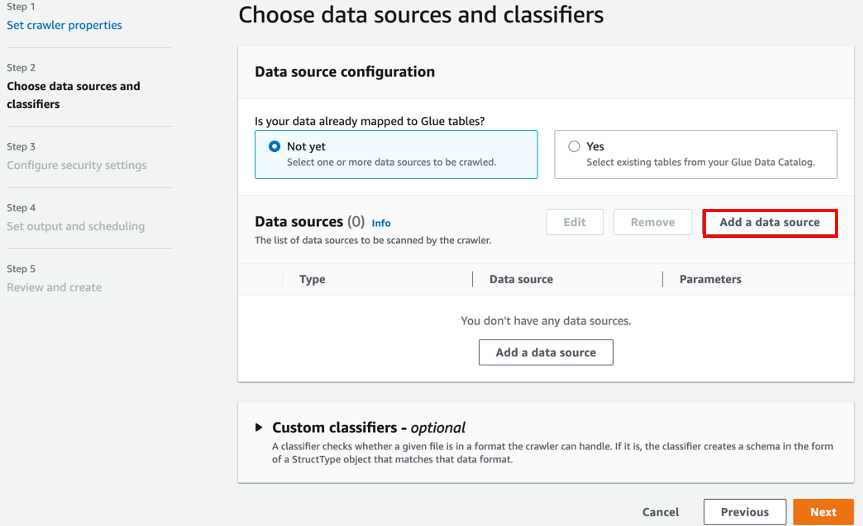 Step 1
Set crawler properties
Step 2
Choose data sources and
classifiers
Step 3
Configure security settings
Step 4
Set output and scheduling
Step 5
Review and create
Choose data sources and classifiers
Data source configuration
Is your data already mapped to Glue tables?
Not yet
Select one or more data sources to be crawled.
Yes
Select existing tables from your Glue Data Catalog.
Data sources (0) Info
The list of data sources to be scanned by the crawler.
Edit
Remove
Add a data source
Type
Data source
Parameters
You don't have any data sources.
Add a data source
Custom classifiers - optional
A classifier checks whether a given file is in a format the crawler can handle. If it is, the classifier creates a schema in the form
of a StructType object that matches that data format.
Cancel
Previous
Next